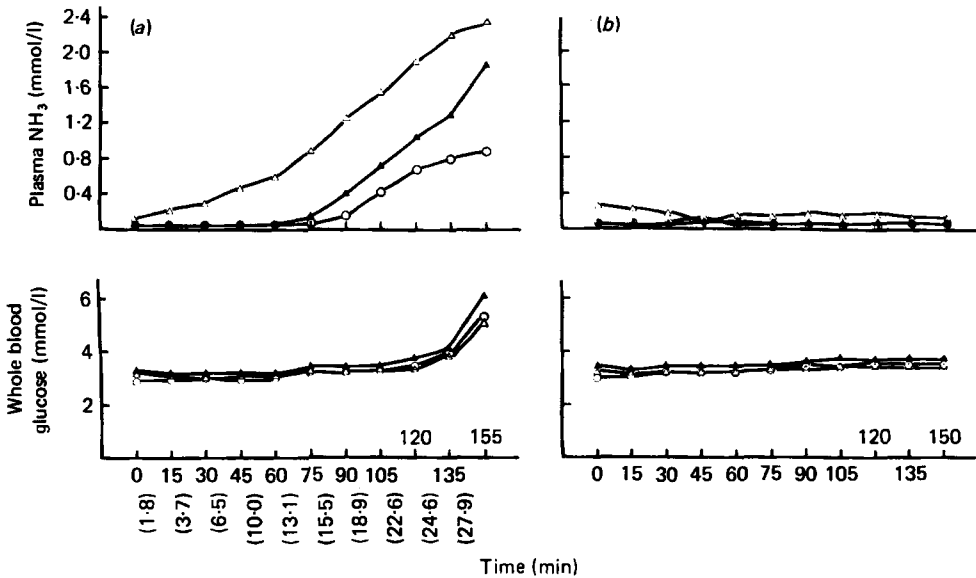 (a)
(b)
Plasma NH₃ (mmol/l)
2·4
2·0
1·6
1·2
0·8
0·4
Whole blood
glucose (mmol/l)
6
4
2
120 155
0 15 30 45 60 75 90 105 135
(1·8) (3·7) (6·5) (10·0) (13·1) (15·5) (18·9) (22·6) (24·6) (27·9)
120 150
0 15 30 45 60 75 90 105 135
Time (min)